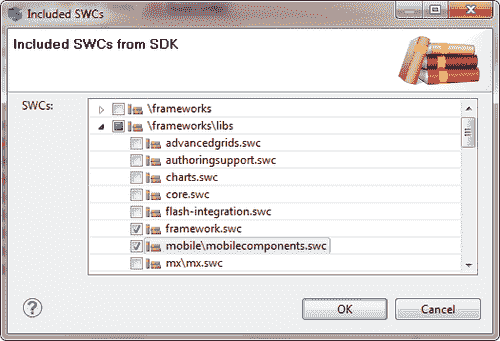 Included SWCs
Included SWCs from SDK
SWCs:
\frameworks
\frameworks\libs
advancedgrids.swc
authoringsupport.swc
charts.swc
core.swc
flash-integration.swc
framework.swc
mobile\mobilecomponents.swc
mx\mx.swc
OK
Cancel